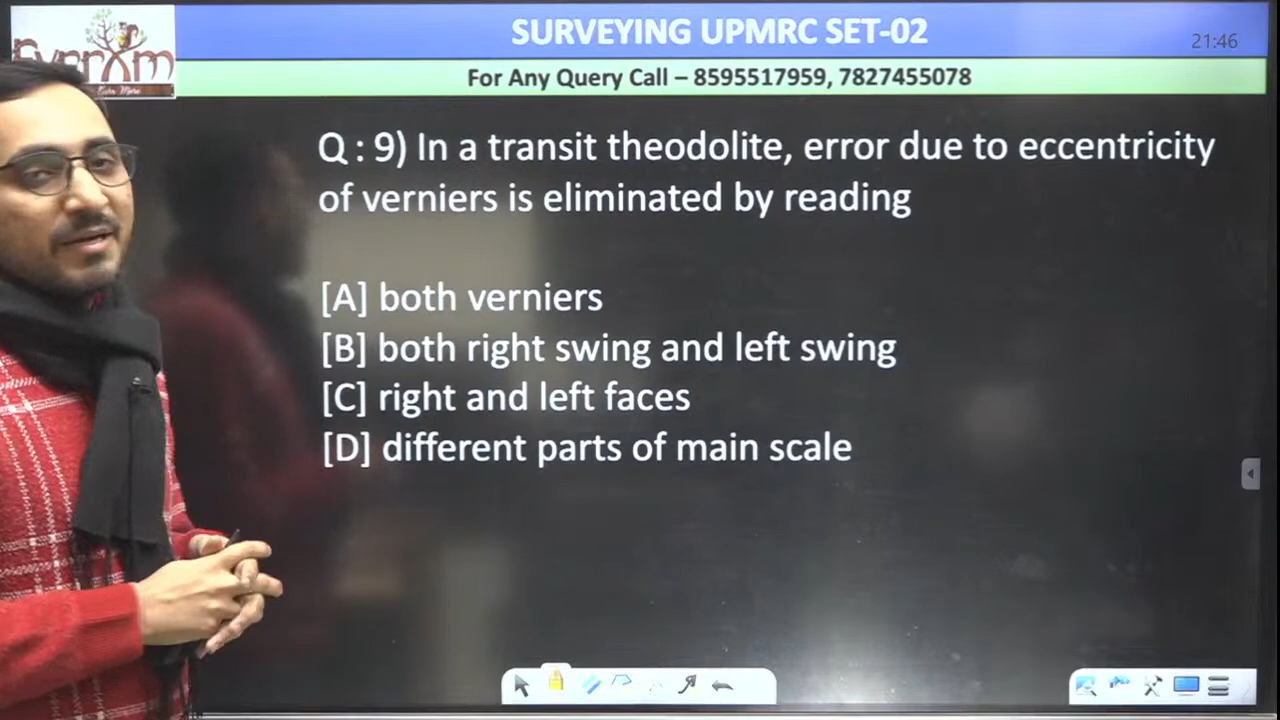 SURVEYING UPMRC SET-02
21:46
For Any Query Call – 8595517959, 7827455078
Q : 9) In a transit theodolite, error due to eccentricity
of verniers is eliminated by reading
[A] both verniers
[B] both right swing and left swing
[C] right and left faces
[D] different parts of main scale